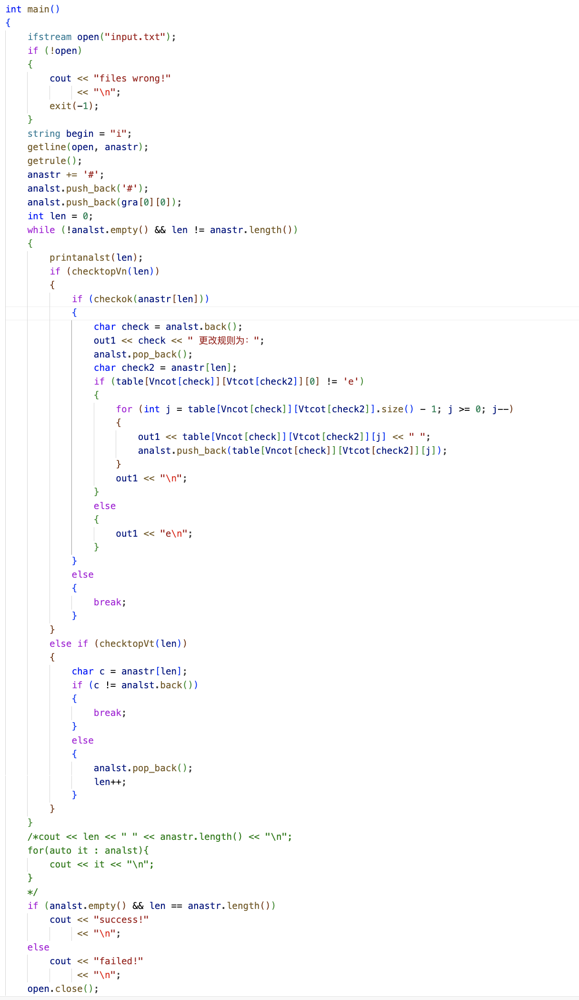 int main()
{
    ifstream open("input.txt");
    if (!open)
    {
        cout << "files wrong!"
             << "\n";
        exit(-1);
    }
    string begin = "i";
    getline(open, anastr);
    getrule();
    anastr += '#';
    analst.push_back('#');
    analst.push_back(gra[0][0]);
    int len = 0;
    while (!analst.empty() && len != anastr.length())
    {
        printanalst(len);
        if (checktopVn(len))
        {
            if (checkok(anastr[len]))
            {
                char check = analst.back();
                out1 << check << " 更改规则为：";
                analst.pop_back();
                char check2 = anastr[len];
                if (table[Vncot[check]][Vtcot[check2]][0] != 'e')
                {
                    for (int j = table[Vncot[check]][Vtcot[check2]].size() - 1; j >= 0; j--)
                    {
                        out1 << table[Vncot[check]][Vtcot[check2]][j] << " ";
                        analst.push_back(table[Vncot[check]][Vtcot[check2]][j]);
                    }
                    out1 << "\n";
                }
                else
                {
                    out1 << "e\n";
                }
            }
            else
            {
                break;
            }
        }
        else if (checktopVt(len))
        {
            char c = anastr[len];
            if (c != analst.back())
            {
                break;
            }
            else
            {
                analst.pop_back();
                len++;
            }
        }
    }
    /*cout << len << " " << anastr.length() << "\n";
    for(auto it : analst){
        cout << it << "\n";
    }
    */
    if (analst.empty() && len == anastr.length())
        cout << "success!"
             << "\n";
    else
        cout << "failed!"
             << "\n";
    open.close();